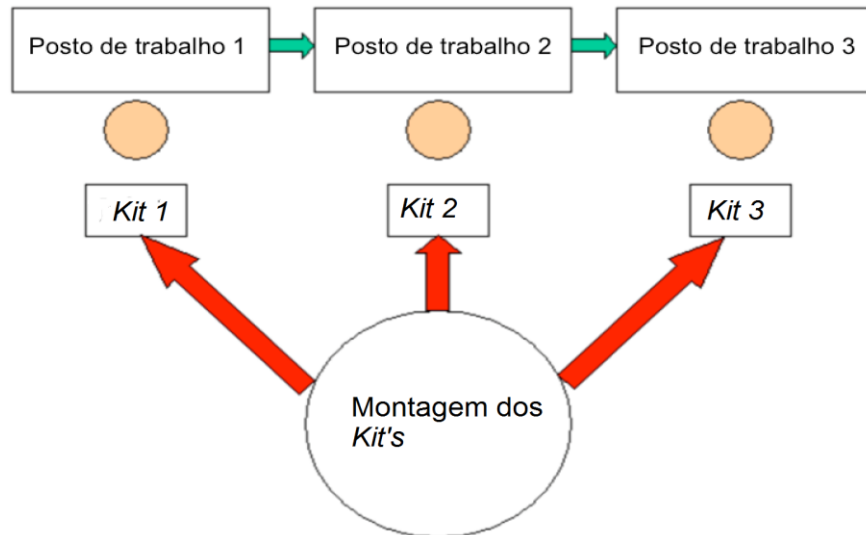 Posto de trabalho 1
Posto de trabalho 2
Posto de trabalho 3
Kit 1
Kit 2
Kit 3
Montagem dos
Kit's